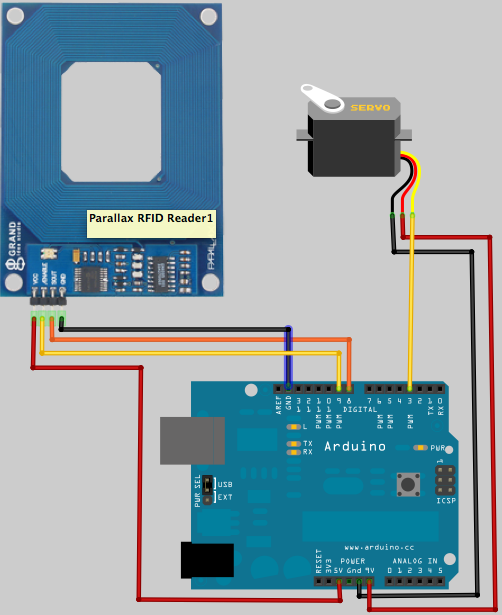 SERVO
Parallax RFID Reader1
GRAND
idea studio
VCC
/ENABLE
SOUT
GND
AREF
GND
13
12
11
10
9
8
7
6
5
4
3
2
1
0
DIGITAL
PWM
PWM
PWM
PWM
PWM
PWM
TX
RX
L
TX
RX
Arduino
PWR
1
ICSP
PWR SEL
USB
EXT
www.arduino.cc
POWER
ANALOG IN
RESET
3V3
5V
Gnd
9V
0
1
2
3
4
5